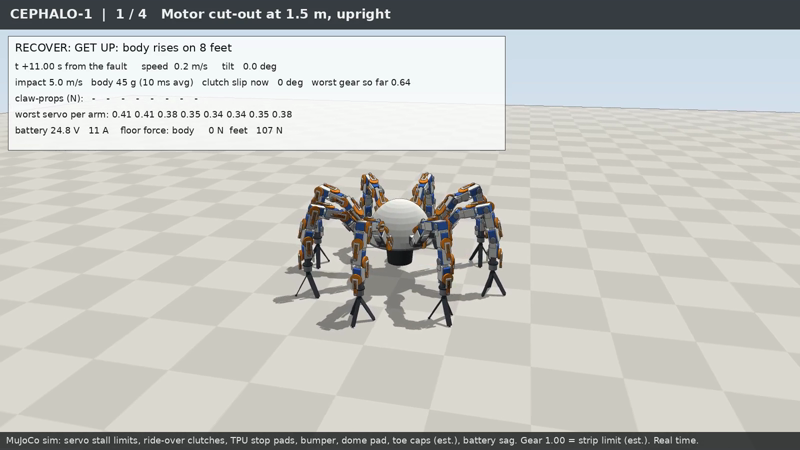 CEPHALO-1 | 1 / 4 Motor cut-out at 1.5 m, upright
RECOVER: GET UP: body rises on 8 feet
t +11.00 s from the fault speed 0.2 m/s tilt 0.0 deg
impact 5.0 m/s body 45 g (10 ms avg) clutch slip now 0 deg worst gear so far 0.64
claw-props (N): - - - - - - - -
worst servo per arm: 0.41 0.41 0.38 0.35 0.34 0.34 0.35 0.38
battery 24.8 V 11 A floor force: body 0 N feet 107 N
MuJoCo sim: servo stall limits, ride-over clutches, TPU stop pads, bumper, dome pad, toe caps (est.), battery sag. Gear 1.00 = strip limit (est.). Real time.